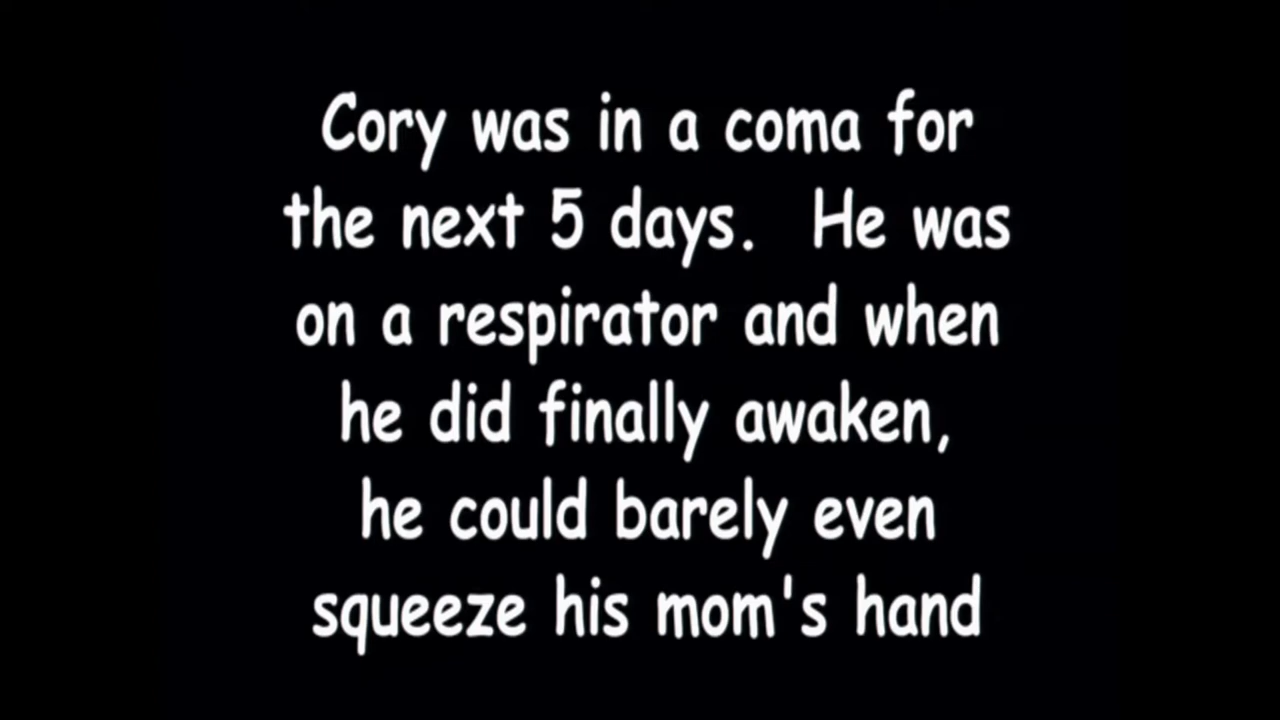 Cory was in a coma for
the next 5 days.  He was
on a respirator and when
he did finally awaken,
he could barely even
squeeze his mom's hand